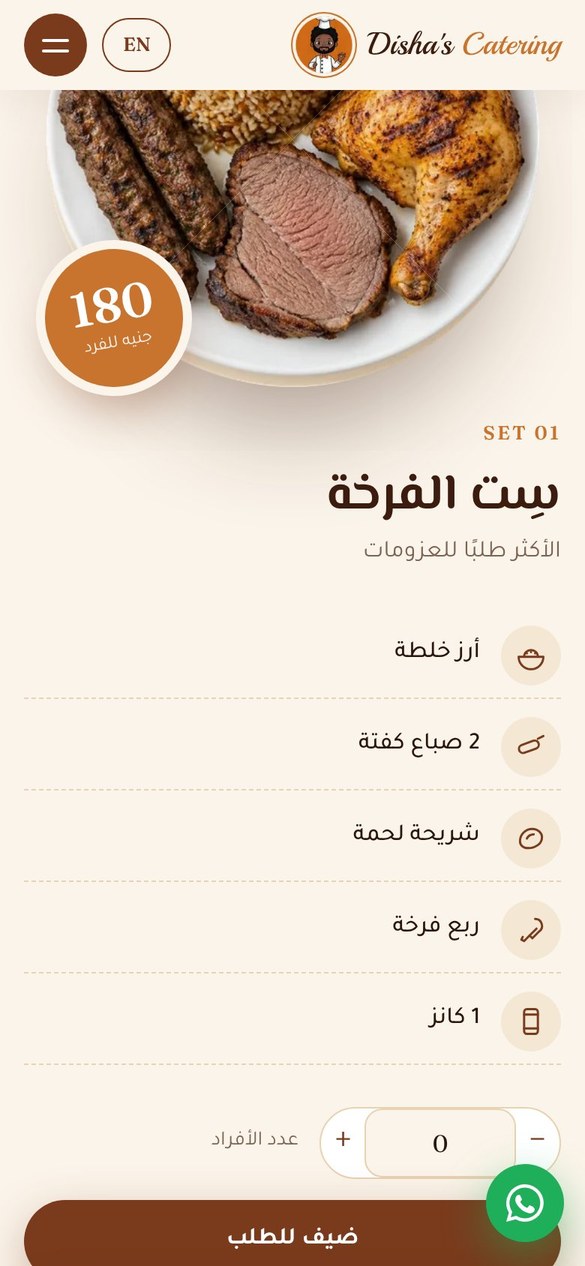 EN
Disha's Catering
180
جنيه للفرد
SET 01
سِت الفرخة
الأكثر طلبًا للعزومات
أرز خلطة
2 صباع كفتة
شريحة لحمة
ربع فرخة
1 كانز
عدد الأفراد
+ 0 −
ضيف للطلب